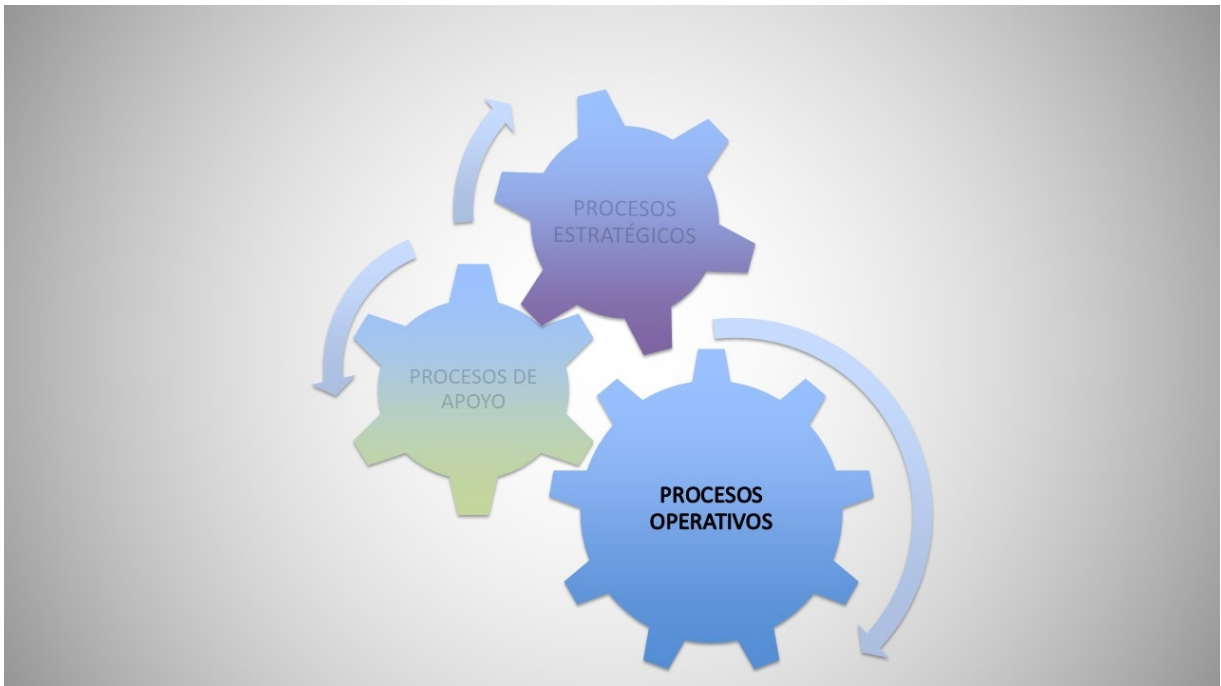 PROCESOS
ESTRATÉGICOS
PROCESOS DE
APOYO
PROCESOS
OPERATIVOS